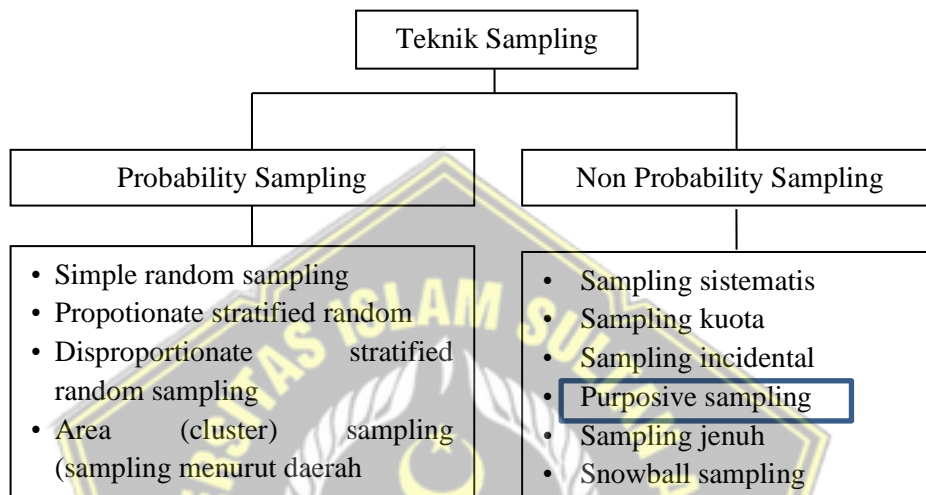 Teknik Sampling
Probability Sampling
Non Probability Sampling
• Simple random sampling
• Propotionate stratified random
• Disproportionate stratified
random sampling
• Area (cluster) sampling
(sampling menurut daerah
• Sampling sistematis
• Sampling kuota
• Sampling incidental
• Purposive sampling
• Sampling jenuh
• Snowball sampling